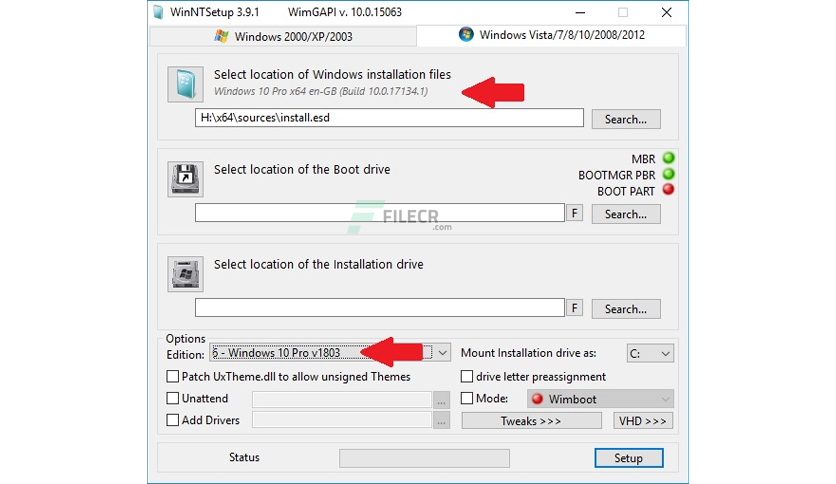 WinNTSetup 3.9.1 WimGAPI v. 10.0.15063
Windows 2000/XP/2003
Windows Vista/7/8/10/2008/2012
Select location of Windows installation files
Windows 10 Pro x64 en-GB (Build 10.0.17134.1)
H:\x64\sources\install.esd
Search...
Select location of the Boot drive
MBR
BOOTMGR PBR
BOOT PART
F
Search...
FILECR
.com
Select location of the Installation drive
F
Search...
Options
Edition: 6 - Windows 10 Pro v1803
Mount Installation drive as: C:
Patch UxTheme.dll to allow unsigned Themes
drive letter preassignment
Unattend
...
Mode: Wimboot
Add Drivers
...
Tweaks >>>
VHD >>>
Status
Setup